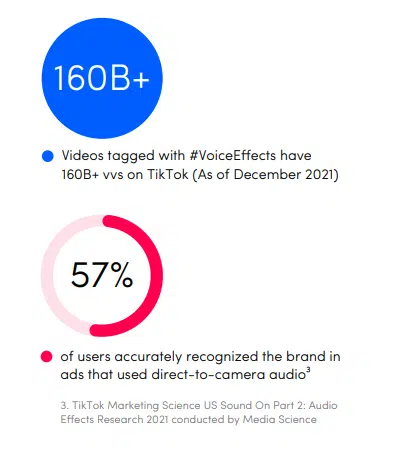 160B+
Videos tagged with #VoiceEffects have
160B+ vvs on TikTok (As of December 2021)
57%
of users accurately recognized the brand in
ads that used direct-to-camera audio³
3. TikTok Marketing Science US Sound On Part 2: Audio
Effects Research 2021 conducted by Media Science